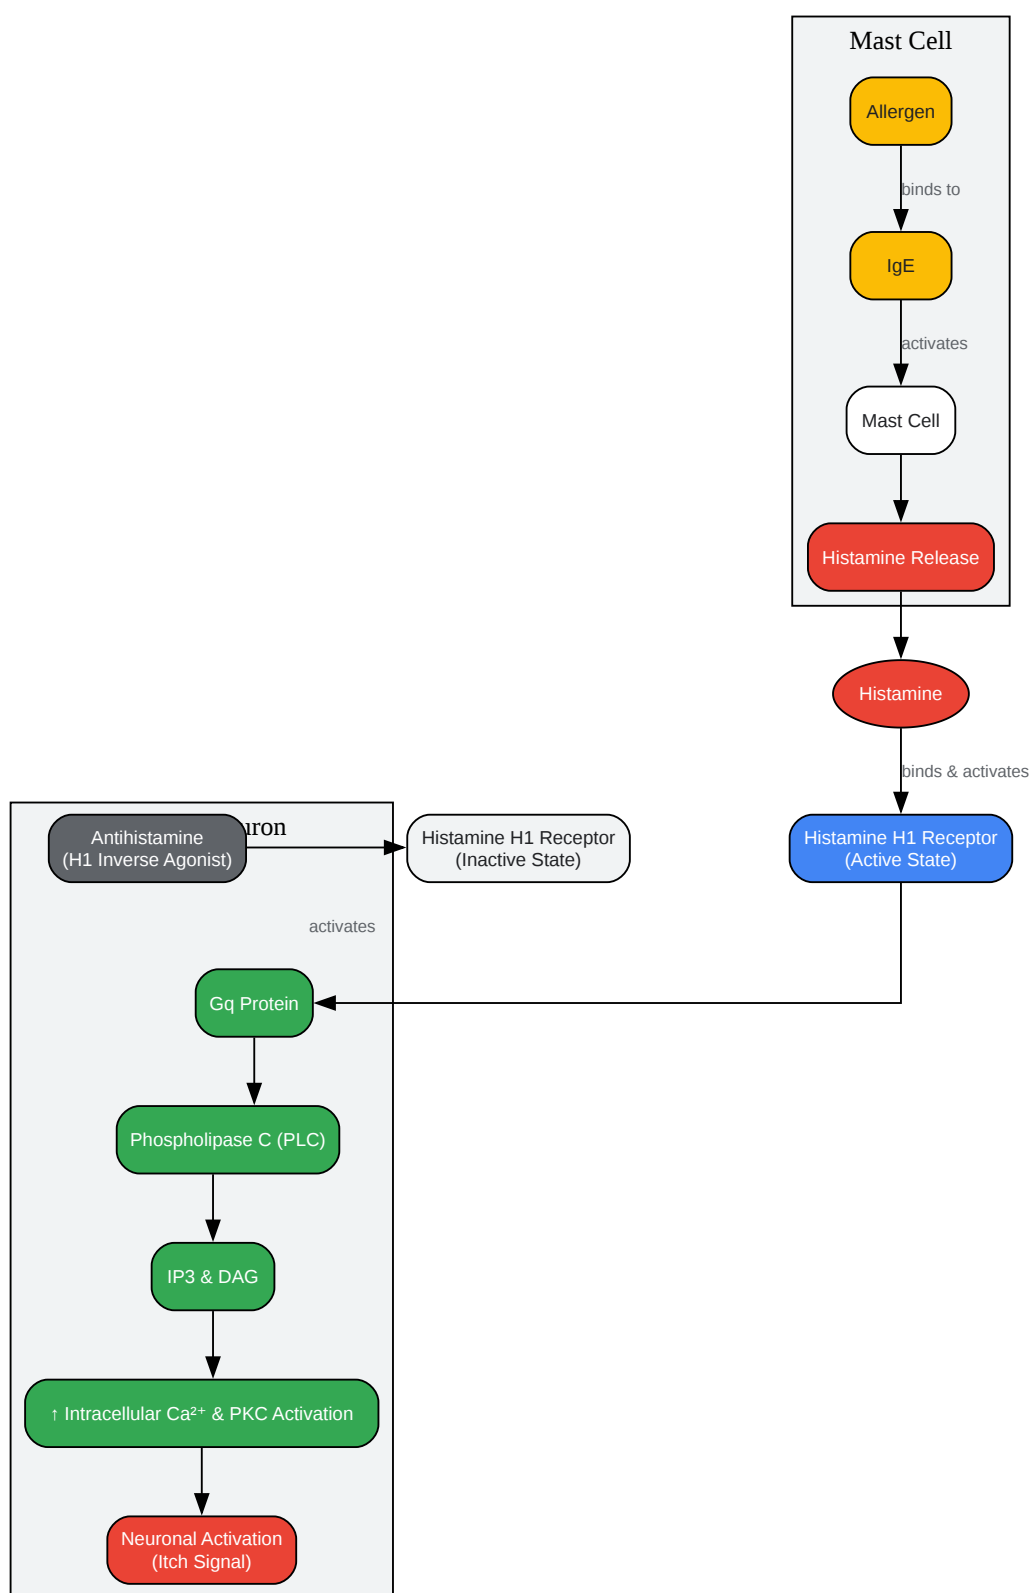 Mast Cell
Allergen
binds to
IgE
activates
Mast Cell
Histamine Release
Histamine
binds & activates
Antihistamine
(H1 Inverse Agonist)
Histamine H1 Receptor
(Inactive State)
Histamine H1 Receptor
(Active State)
activates
Gq Protein
Phospholipase C (PLC)
IP3 & DAG
↑ Intracellular Ca²⁺ & PKC Activation
Neuronal Activation
(Itch Signal)